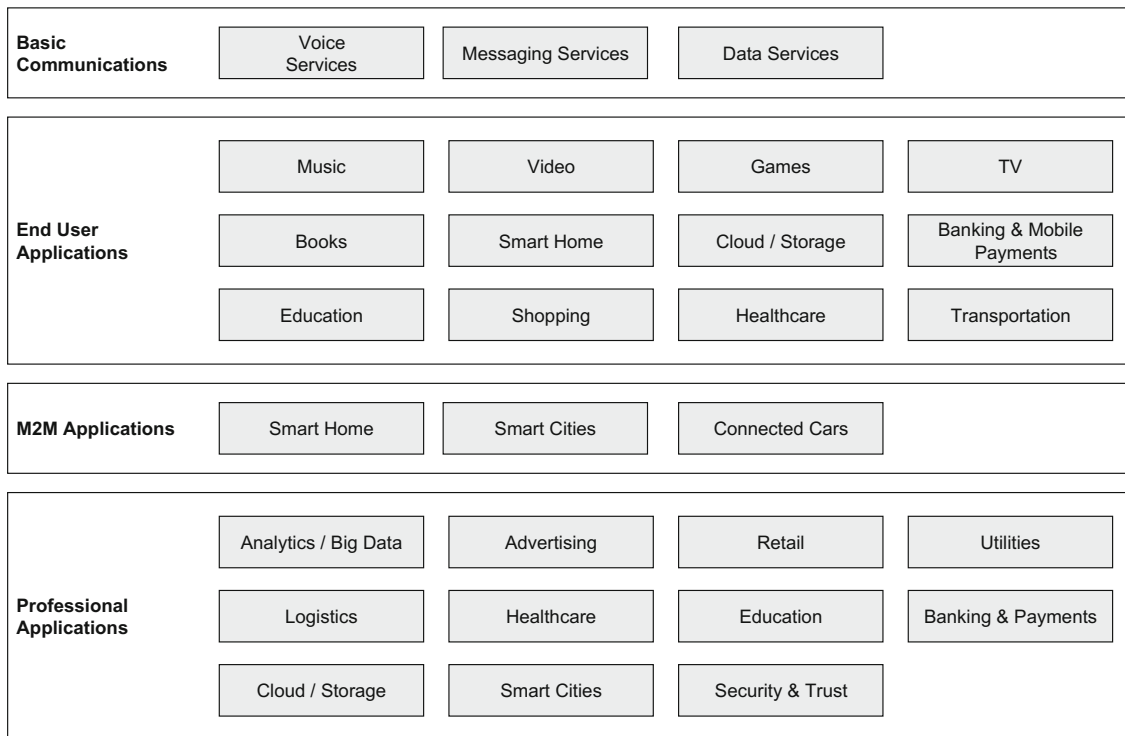 Basic
Communications
Voice
Services
Messaging Services
Data Services
End User
Applications
Music
Video
Games
TV
Books
Smart Home
Cloud / Storage
Banking & Mobile
Payments
Education
Shopping
Healthcare
Transportation
M2M Applications
Smart Home
Smart Cities
Connected Cars
Professional
Applications
Analytics / Big Data
Advertising
Retail
Utilities
Logistics
Healthcare
Education
Banking & Payments
Cloud / Storage
Smart Cities
Security & Trust